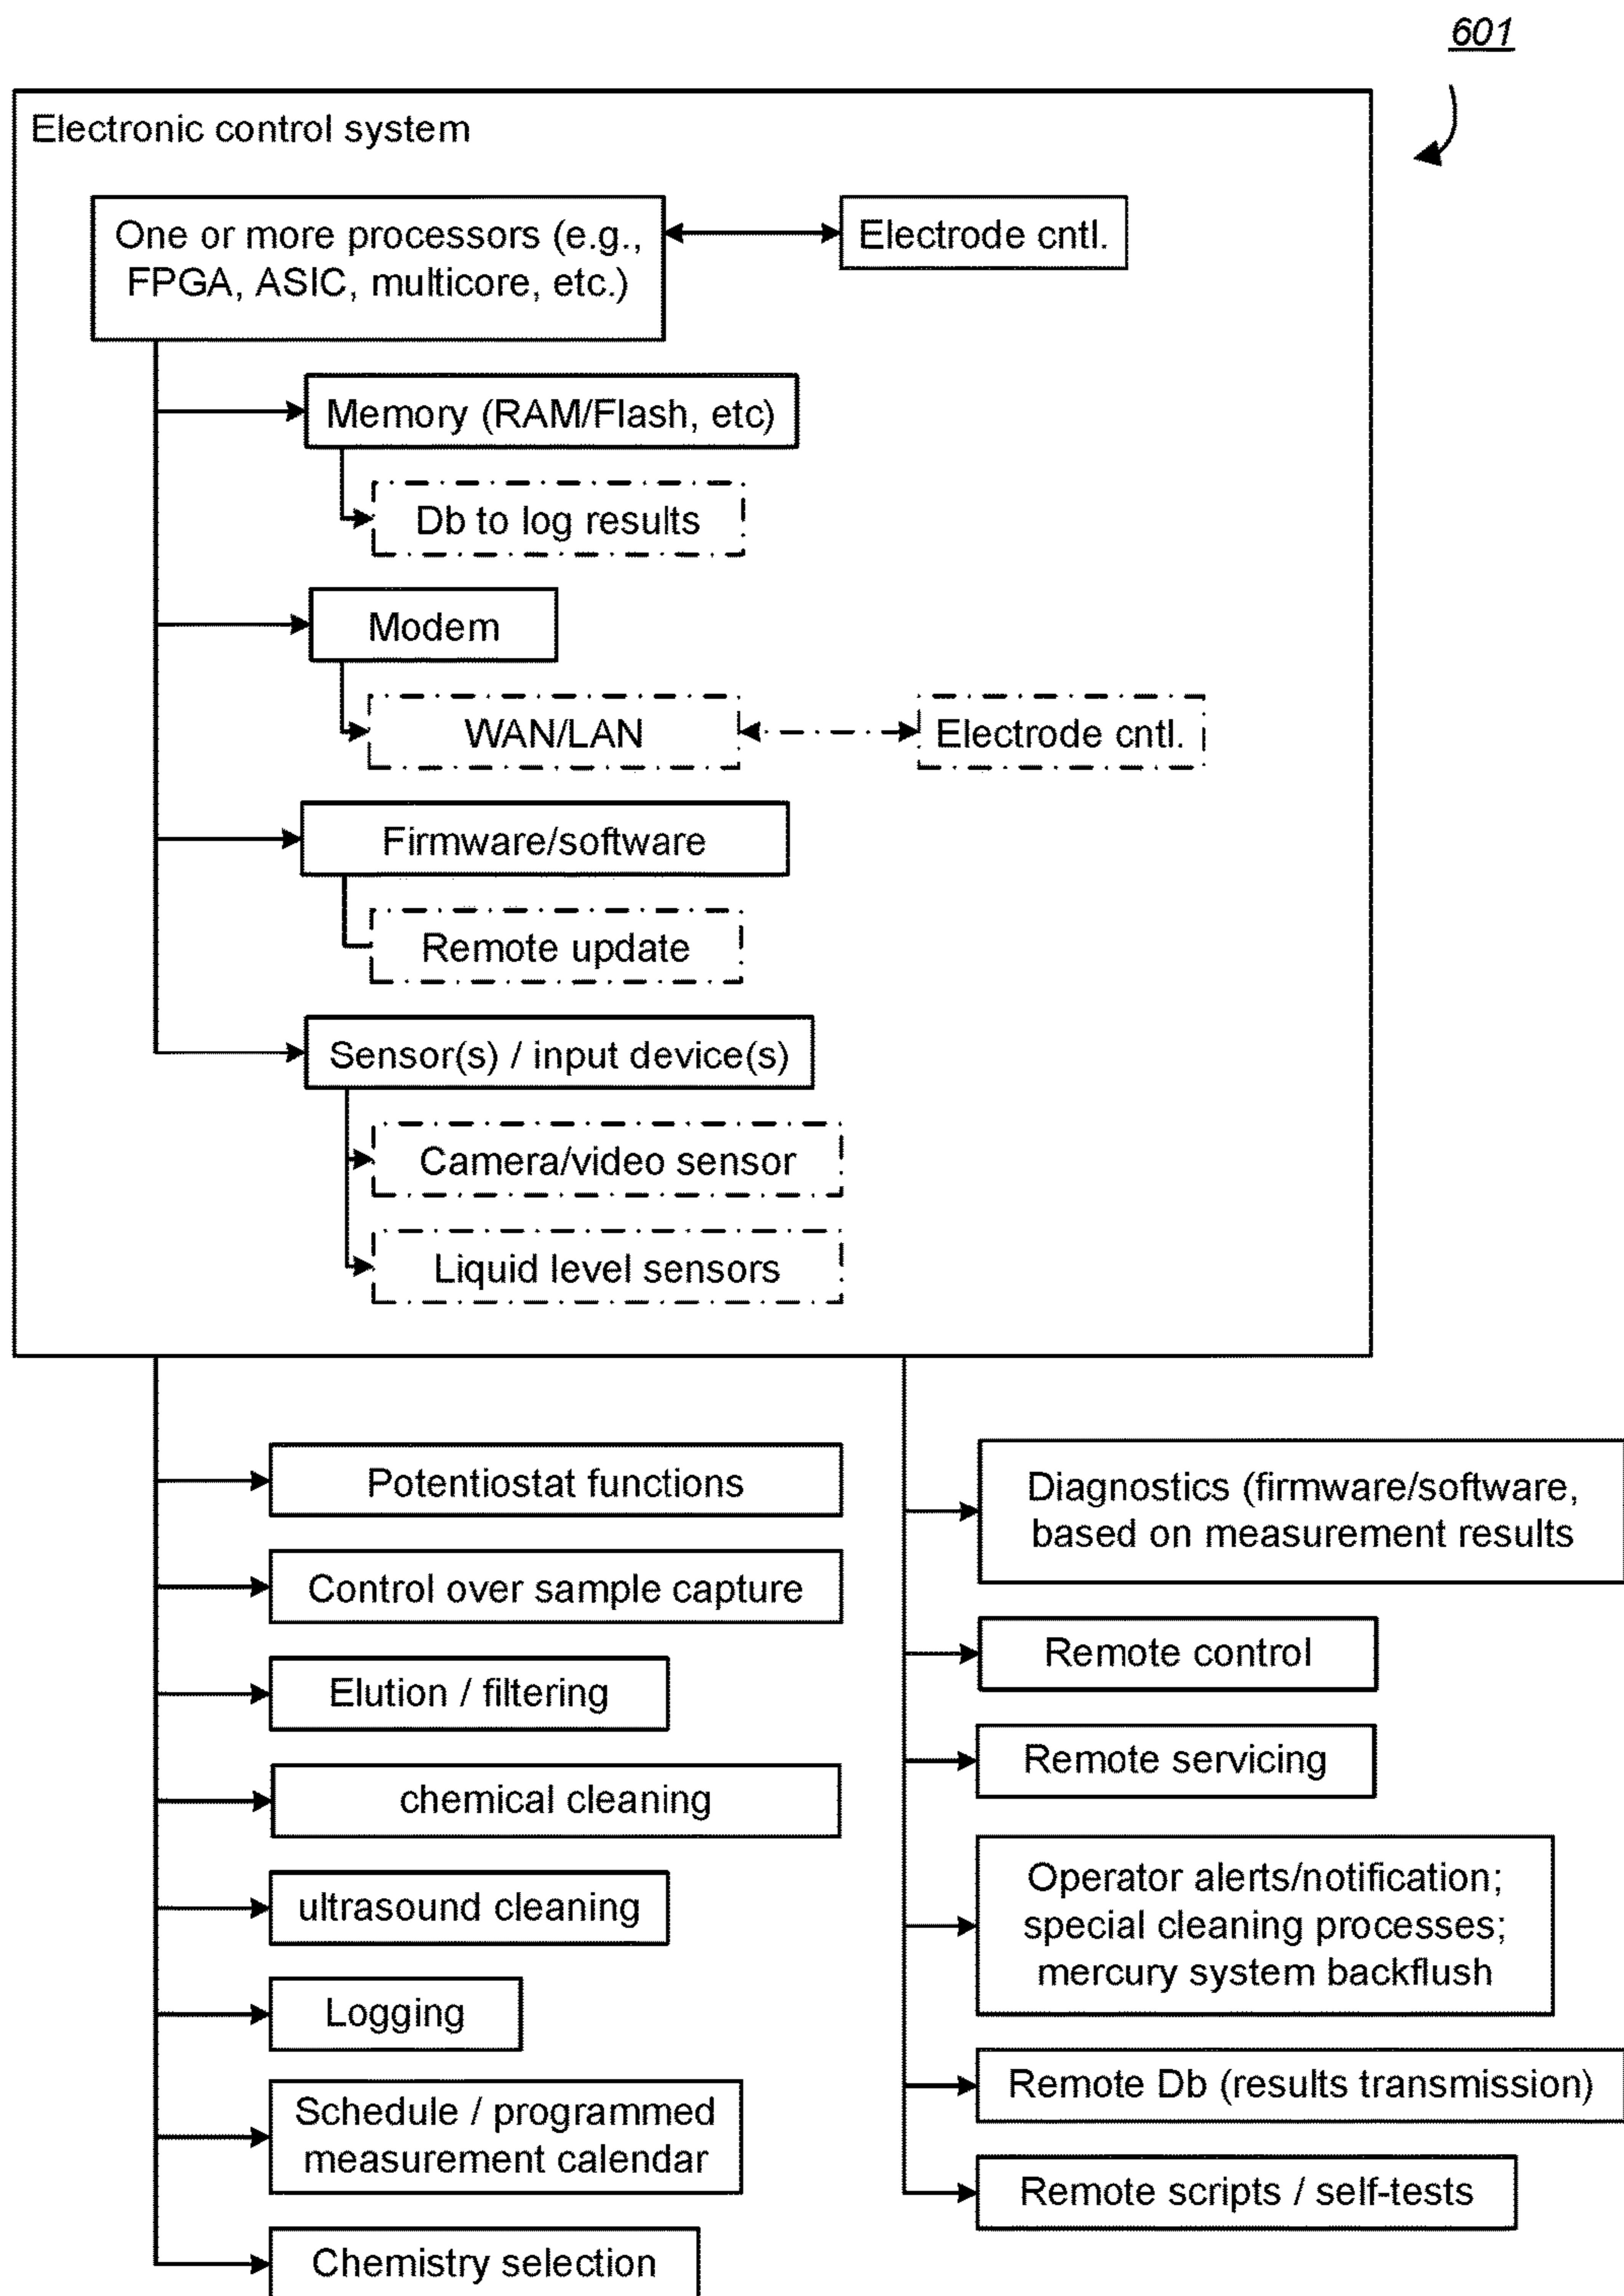 601
Electronic control system
One or more processors (e.g.,
FPGA, ASIC, multicore, etc.)
Electrode cntl.
Memory (RAM/Flash, etc)
Db to log results
Modem
WAN/LAN
Electrode cntl.
Firmware/software
Remote update
Sensor(s) / input device(s)
Camera/video sensor
Liquid level sensors
Potentiostat functions
Control over sample capture
Elution / filtering
chemical cleaning
ultrasound cleaning
Logging
Schedule / programmed
measurement calendar
Chemistry selection
Diagnostics (firmware/software,
based on measurement results
Remote control
Remote servicing
Operator alerts/notification;
special cleaning processes;
mercury system backflush
Remote Db (results transmission)
Remote scripts / self-tests